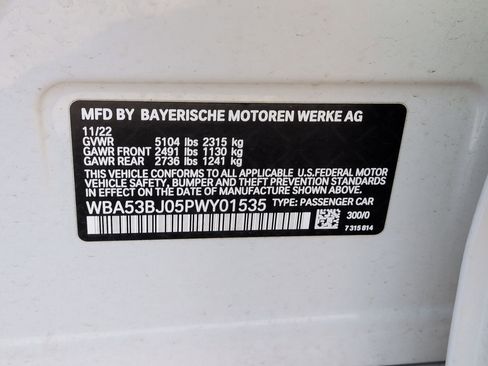 MFD BY BAYERISCHE MOTOREN WERKE AG
11/22
GVWR 5104 lbs 2315 kg
GAWR FRONT 2491 lbs 1130 kg
GAWR REAR 2736 lbs 1241 kg
THIS VEHICLE CONFORMS TO ALL APPLICABLE U.S. FEDERAL MOTOR
VEHICLE SAFETY, BUMPER, AND THEFT PREVENTION STANDARDS
IN EFFECT ON THE DATE OF MANUFACTURE SHOWN ABOVE.
WBA53BJ05PWY01535 TYPE: PASSENGER CAR
300/0
7 315 814